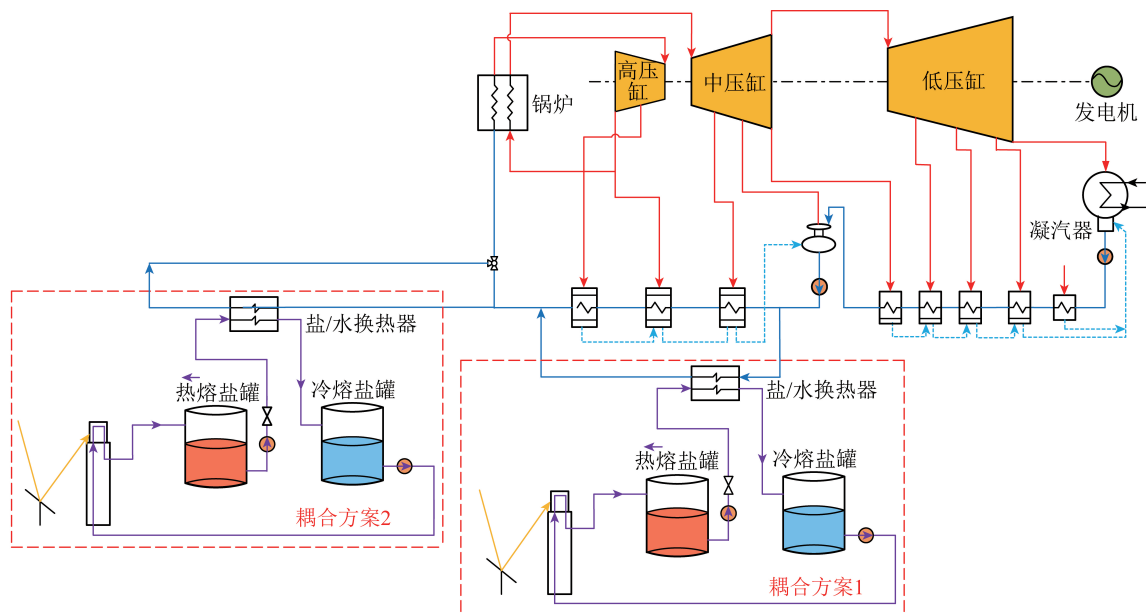 高压
缸
中压缸
低压缸
锅炉
发电机
凝汽器
盐/水换热器
热熔盐罐
冷熔盐罐
耦合方案2
盐/水换热器
热熔盐罐
冷熔盐罐
耦合方案1